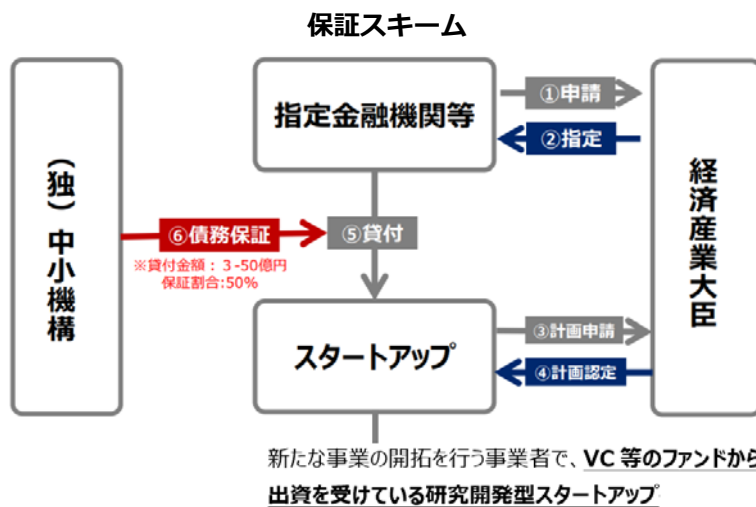 保証スキーム
(独)中小機構
指定金融機関等
①申請
②指定
経済産業大臣
⑥債務保証
⑤貸付
※貸付金額：3-50億円
保証割合:50%
スタートアップ
③計画申請
④計画認定
新たな事業の開拓を行う事業者で、VC 等のファンドから
出資を受けている研究開発型スタートアップ